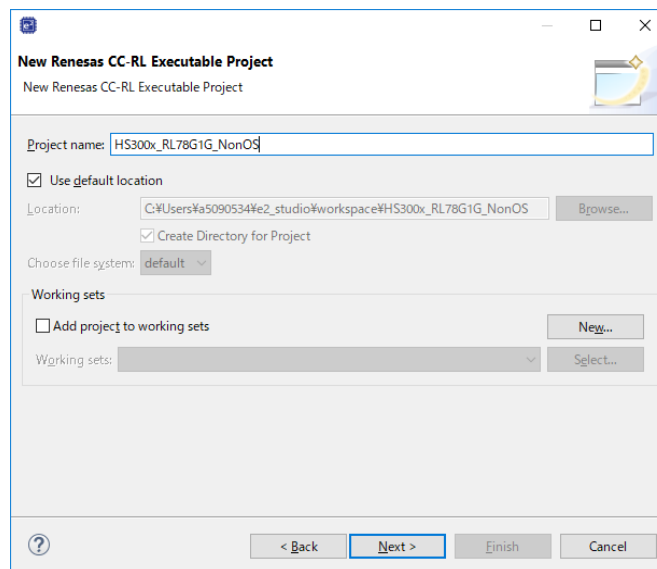 New Renesas CC-RL Executable Project
New Renesas CC-RL Executable Project
Project name: HS300x_RL78G1G_NonOS
Use default location
Location: C:¥Users¥a5090534¥e2_studio¥workspace¥HS300x_RL78G1G_NonOS Browse...
Create Directory for Project
Choose file system: default
Working sets
Add project to working sets New...
Working sets: Select...
? < Back Next > Finish Cancel